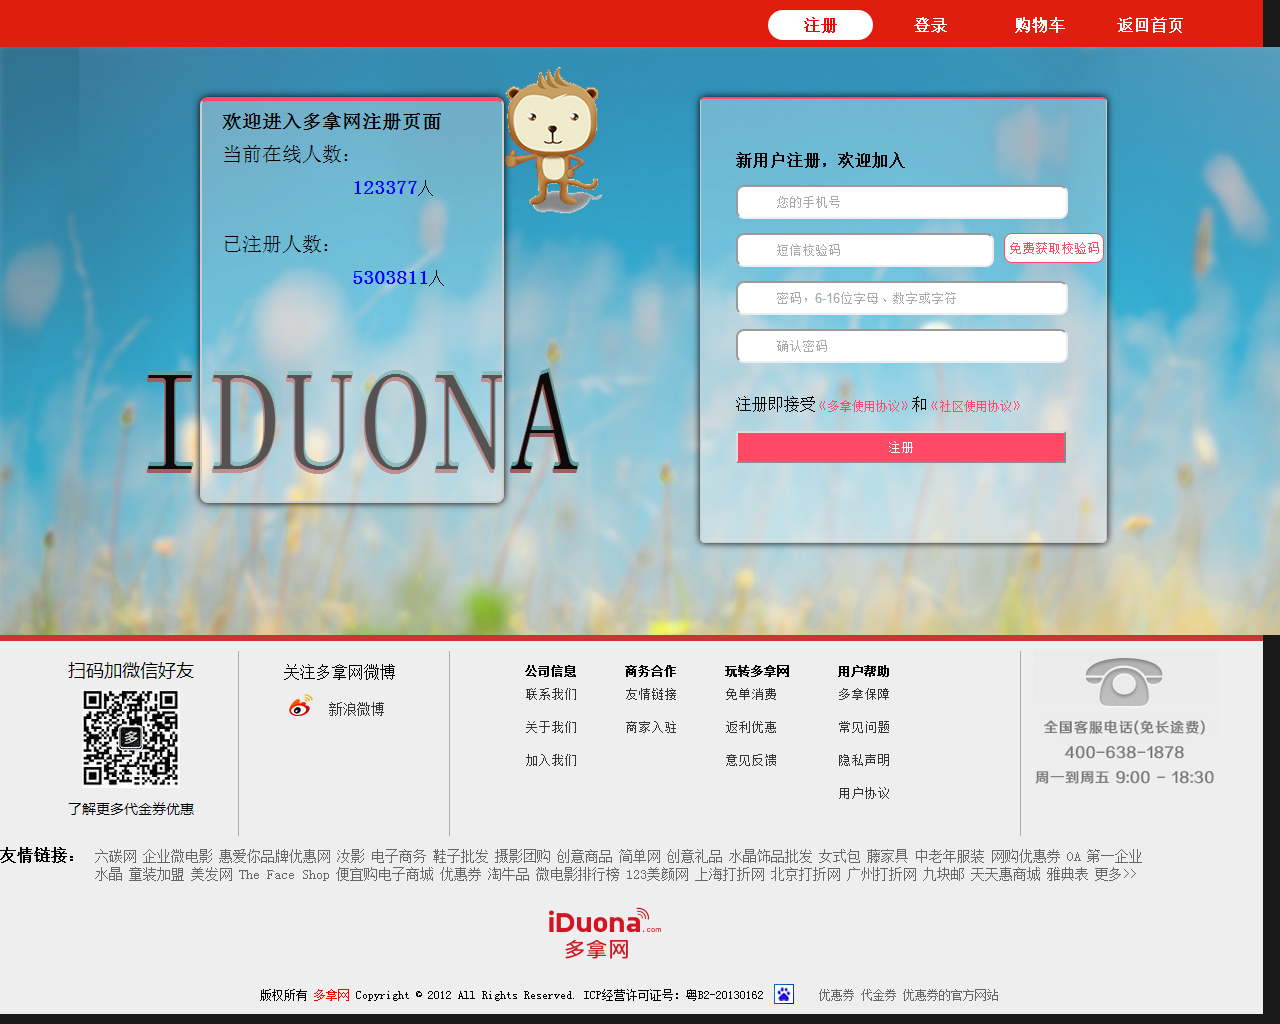 注册 登录 购物车 返回首页
欢迎进入多拿网注册页面
当前在线人数：
123377人
已注册人数：
5303811人
IDUONA
新用户注册，欢迎加入
您的手机号
短信校验码 免费获取校验码
密码，6-16位字母、数字或字符
确认密码
注册即接受《多拿使用协议》和《社区使用协议》
注册
扫码加微信好友
多
了解更多代金券优惠
关注多拿网微博
新浪微博
公司信息 商务合作 玩转多拿网 用户帮助
联系我们 友情链接 免单消费 多拿保障
关于我们 商家入驻 返利优惠 常见问题
加入我们 意见反馈 隐私声明
用户协议
全国客服电话(免长途费)
400-638-1878
周一到周五 9:00 - 18:30
友情链接： 六碳网 企业微电影 惠爱你品牌优惠网 汝影 电子商务 鞋子批发 摄影团购 创意商品 简单网 创意礼品 水晶饰品批发 女式包 藤家具 中老年服装 网购优惠券 OA 第一企业
水晶 童装加盟 美发网 The Face Shop 便宜购电子商城 优惠券 淘牛品 微电影排行榜 123美颜网 上海打折网 北京打折网 广州打折网 九块邮 天天惠商城 雅典表 更多>>
iDuona.com
多拿网
版权所有 多拿网 Copyright © 2012 All Rights Reserved. ICP经营许可证号：粤B2-20130162 优惠券 代金券 优惠券的官方网站